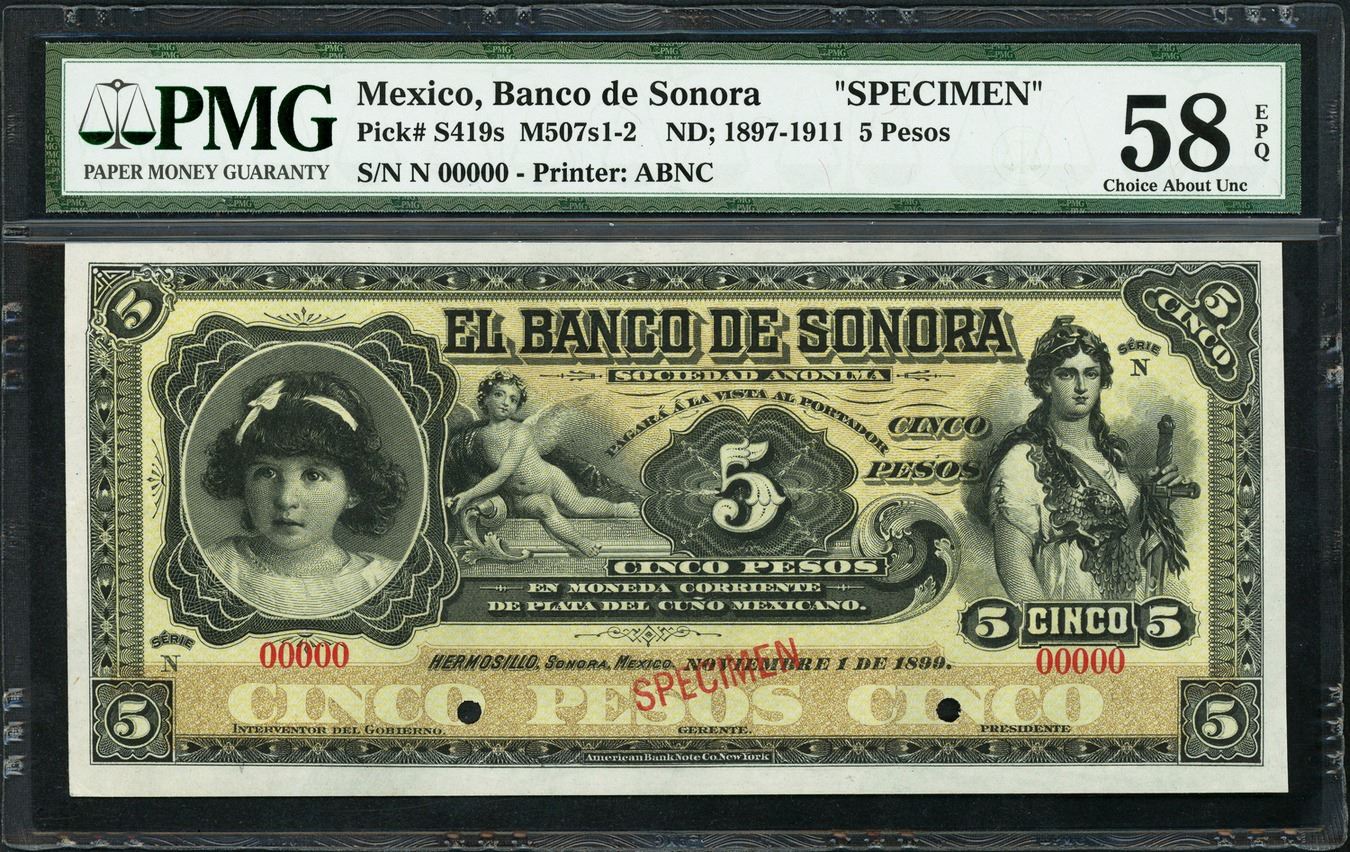 PMG
PAPER MONEY GUARANTY
Mexico, Banco de Sonora "SPECIMEN"
Pick# S419s M507s1-2 ND; 1897-1911 5 Pesos
S/N N 00000 - Printer: ABNC
58
EPQ
Choice About Unc
5
EL BANCO DE SONORA
5
CINCO
SOCIEDAD ANONIMA
SÉRIE
N
PAGARÁ Á LA VISTA AL PORTADOR
CINCO
PESOS
5
CINCO PESOS
EN MONEDA CORRIENTE
DE PLATA DEL CUÑO MEXICANO.
5 CINCO 5
SÉRIE
N
00000
HERMOSILLO, SONORA, MEXICO. NOVIEMBRE 1 DE 1899.
00000
SPECIMEN
5
CINCO PESOS CINCO
5
INTERVENTOR DEL GOBIERNO.
GERENTE.
PRESIDENTE
American Bank Note Co. New York